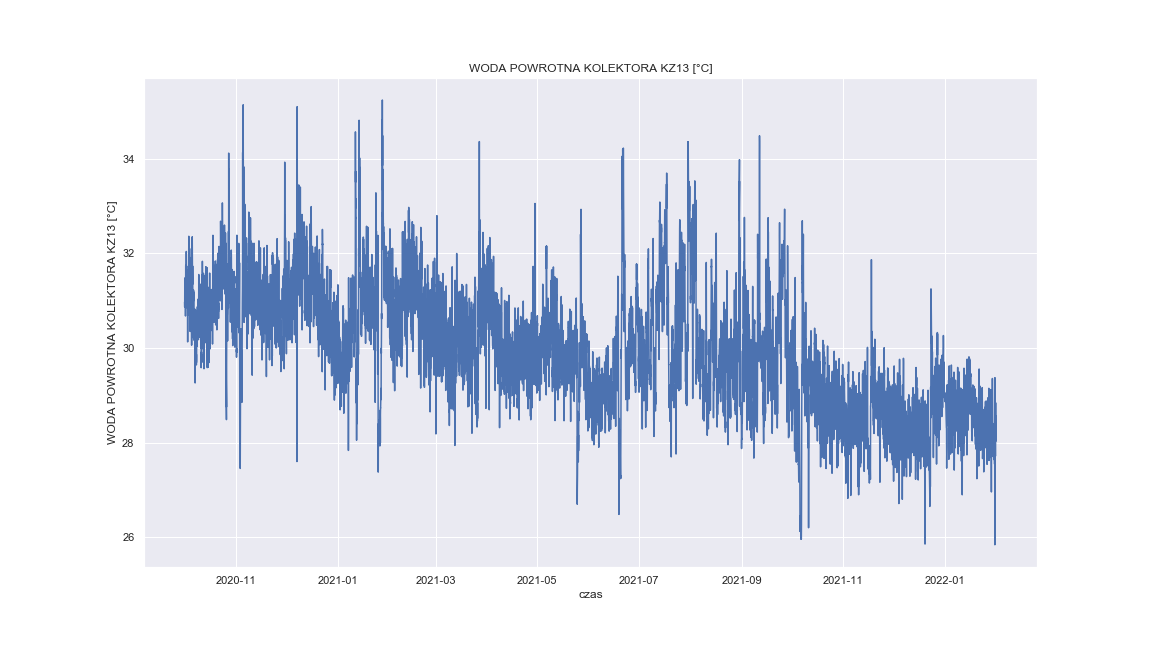 WODA POWROTNA KOLEKTORA KZ13 [°C]
WODA POWROTNA KOLEKTORA KZ13 [°C]
34
32
30
28
26
2020-11 2021-01 2021-03 2021-05 2021-07 2021-09 2021-11 2022-01
czas